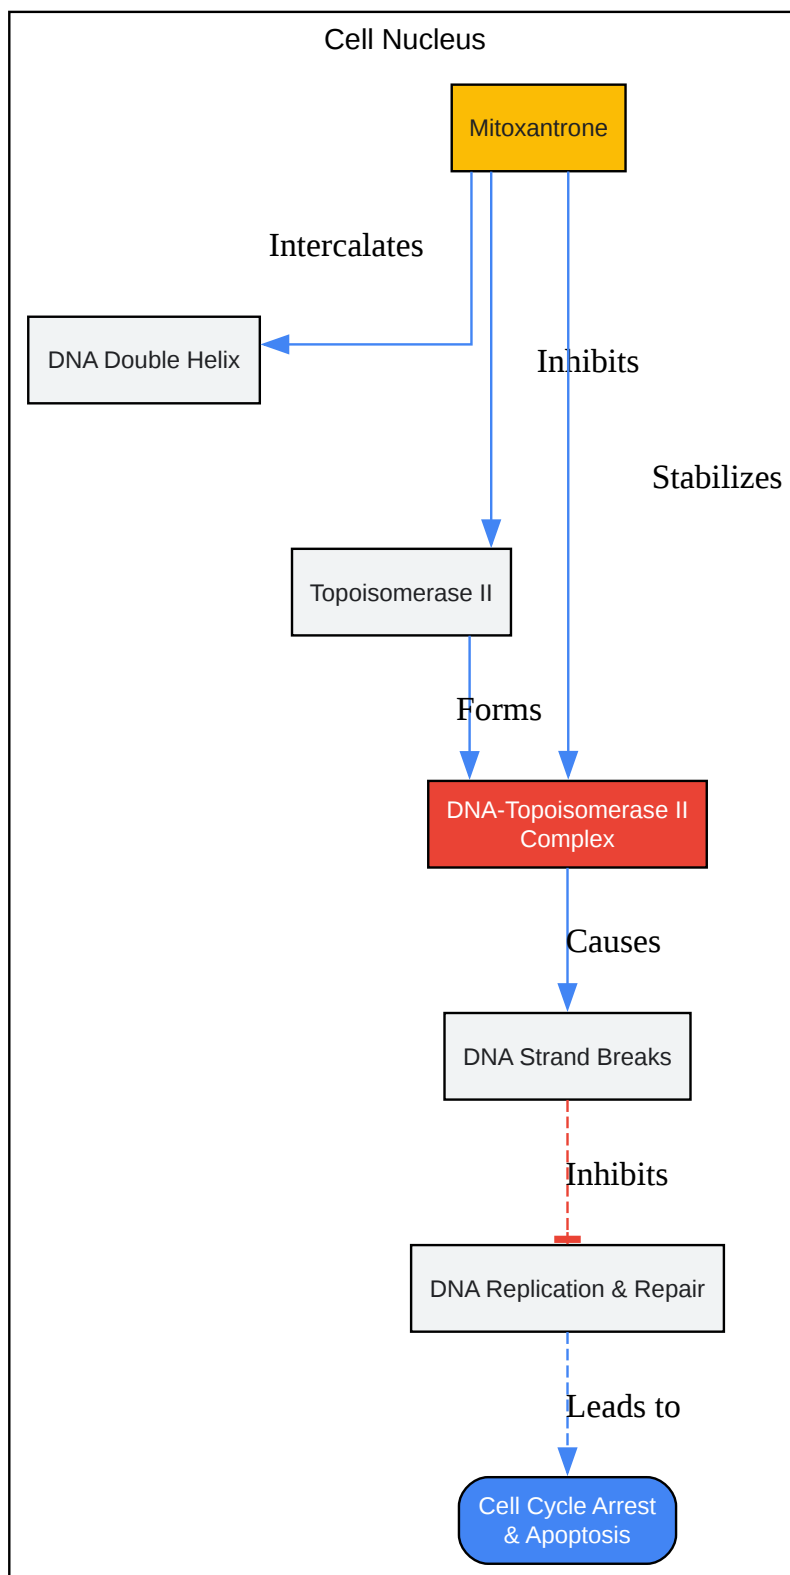 Cell Nucleus
Mitoxantrone
Intercalates
DNA Double Helix
Inhibits
Stabilizes
Topoisomerase II
Forms
DNA-Topoisomerase II
Complex
Causes
DNA Strand Breaks
Inhibits
DNA Replication & Repair
Leads to
Cell Cycle Arrest
& Apoptosis